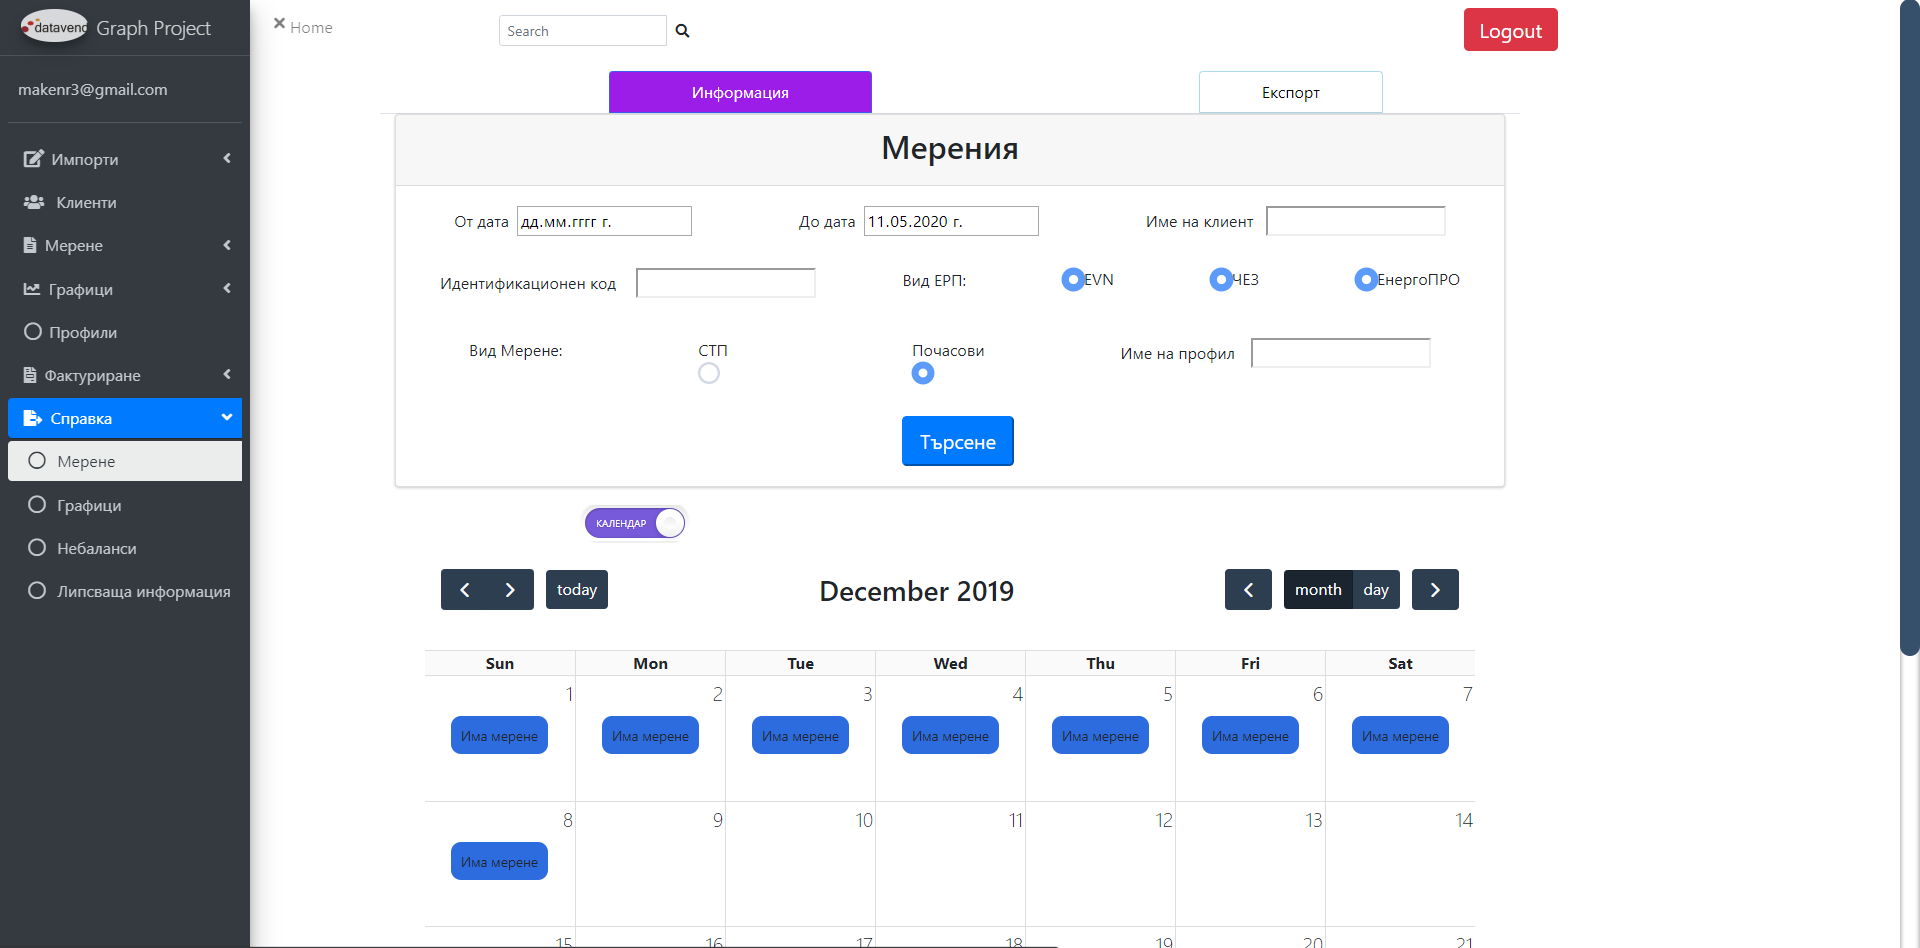 datavend Graph Project
makenr3@gmail.com
Импорти
Клиенти
Мерене
Графици
Профили
Фактуриране
Справка
Мерене
Графици
Небаланси
Липсваща информация
Home
Search
Logout
Информация
Експорт
Мерения
От дата дд.мм.гггг г.
До дата 11.05.2020 г.
Име на клиент
Идентификационен код
Вид ЕРП: EVN ЧЕЗ ЕнергоПРО
Вид Мерене: СТП Почасови
Име на профил
Търсене
КАЛЕНДАР
today
December 2019
month day
Sun Mon Tue Wed Thu Fri Sat
1 2 3 4 5 6 7
Има мерене Има мерене Има мерене Има мерене Има мерене Има мерене Има мерене
8 9 10 11 12 13 14
Има мерене
15 16 17 18 19 20 21